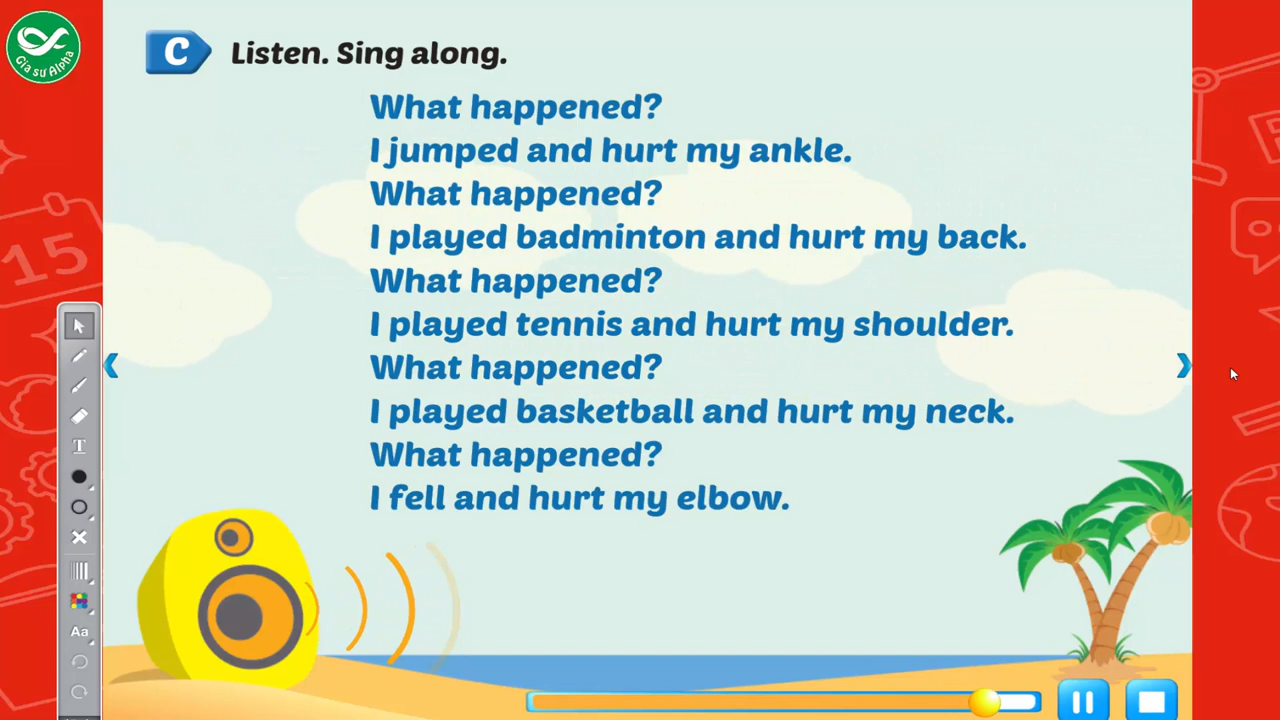 Gia sư Alpha
C Listen. Sing along.
What happened?
I jumped and hurt my ankle.
What happened?
I played badminton and hurt my back.
What happened?
I played tennis and hurt my shoulder.
What happened?
I played basketball and hurt my neck.
What happened?
I fell and hurt my elbow.
15
T
Aa